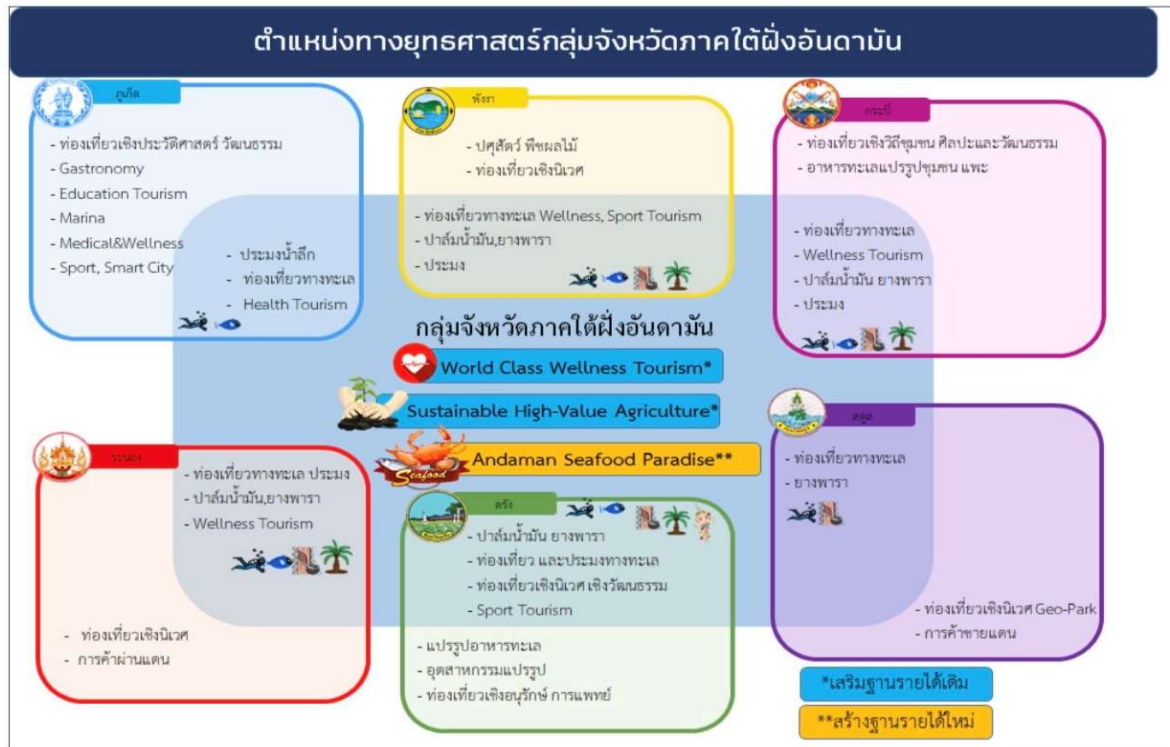 ตำแหน่งทางยุทธศาสตร์กลุ่มจังหวัดภาคใต้ฝั่งอันดามัน
ภูเก็ต
- ท่องเที่ยวเชิงประวัติศาสตร์ วัฒนธรรม
- Gastronomy
- Education Tourism
- Marina
- Medical&Wellness
- Sport, Smart City
- ประมงน้ำลึก
- ท่องเที่ยวทางทะเล
- Health Tourism
พังงา
- ปศุสัตว์ พืชผลไม้
- ท่องเที่ยวเชิงนิเวศ
- ท่องเที่ยวทางทะเล Wellness, Sport Tourism
- ปาล์มน้ำมัน,ยางพารา
- ประมง
กระบี่
- ท่องเที่ยวเชิงวิถีชุมชน ศิลปะและวัฒนธรรม
- อาหารทะเลแปรรูปชุมชน แพะ
- ท่องเที่ยวทางทะเล
- Wellness Tourism
- ปาล์มน้ำมัน ยางพารา
- ประมง
กลุ่มจังหวัดภาคใต้ฝั่งอันดามัน
World Class Wellness Tourism*
Sustainable High-Value Agriculture*
Seafood
Andaman Seafood Paradise**
ระนอง
- ท่องเที่ยวทางทะเล ประมง
- ปาล์มน้ำมัน,ยางพารา
- Wellness Tourism
- ท่องเที่ยวเชิงนิเวศ
- การค้าผ่านแดน
ตรัง
- ปาล์มน้ำมัน ยางพารา
- ท่องเที่ยว และประมงทางทะเล
- ท่องเที่ยวเชิงนิเวศ เชิงวัฒนธรรม
- Sport Tourism
- แปรรูปอาหารทะเล
- อุตสาหกรรมแปรรูป
- ท่องเที่ยวเชิงอนุรักษ์ การแพทย์
สตูล
- ท่องเที่ยวทางทะเล
- ยางพารา
- ท่องเที่ยวเชิงนิเวศ Geo-Park
- การค้าชายแดน
*เสริมฐานรายได้เดิม
**สร้างฐานรายได้ใหม่